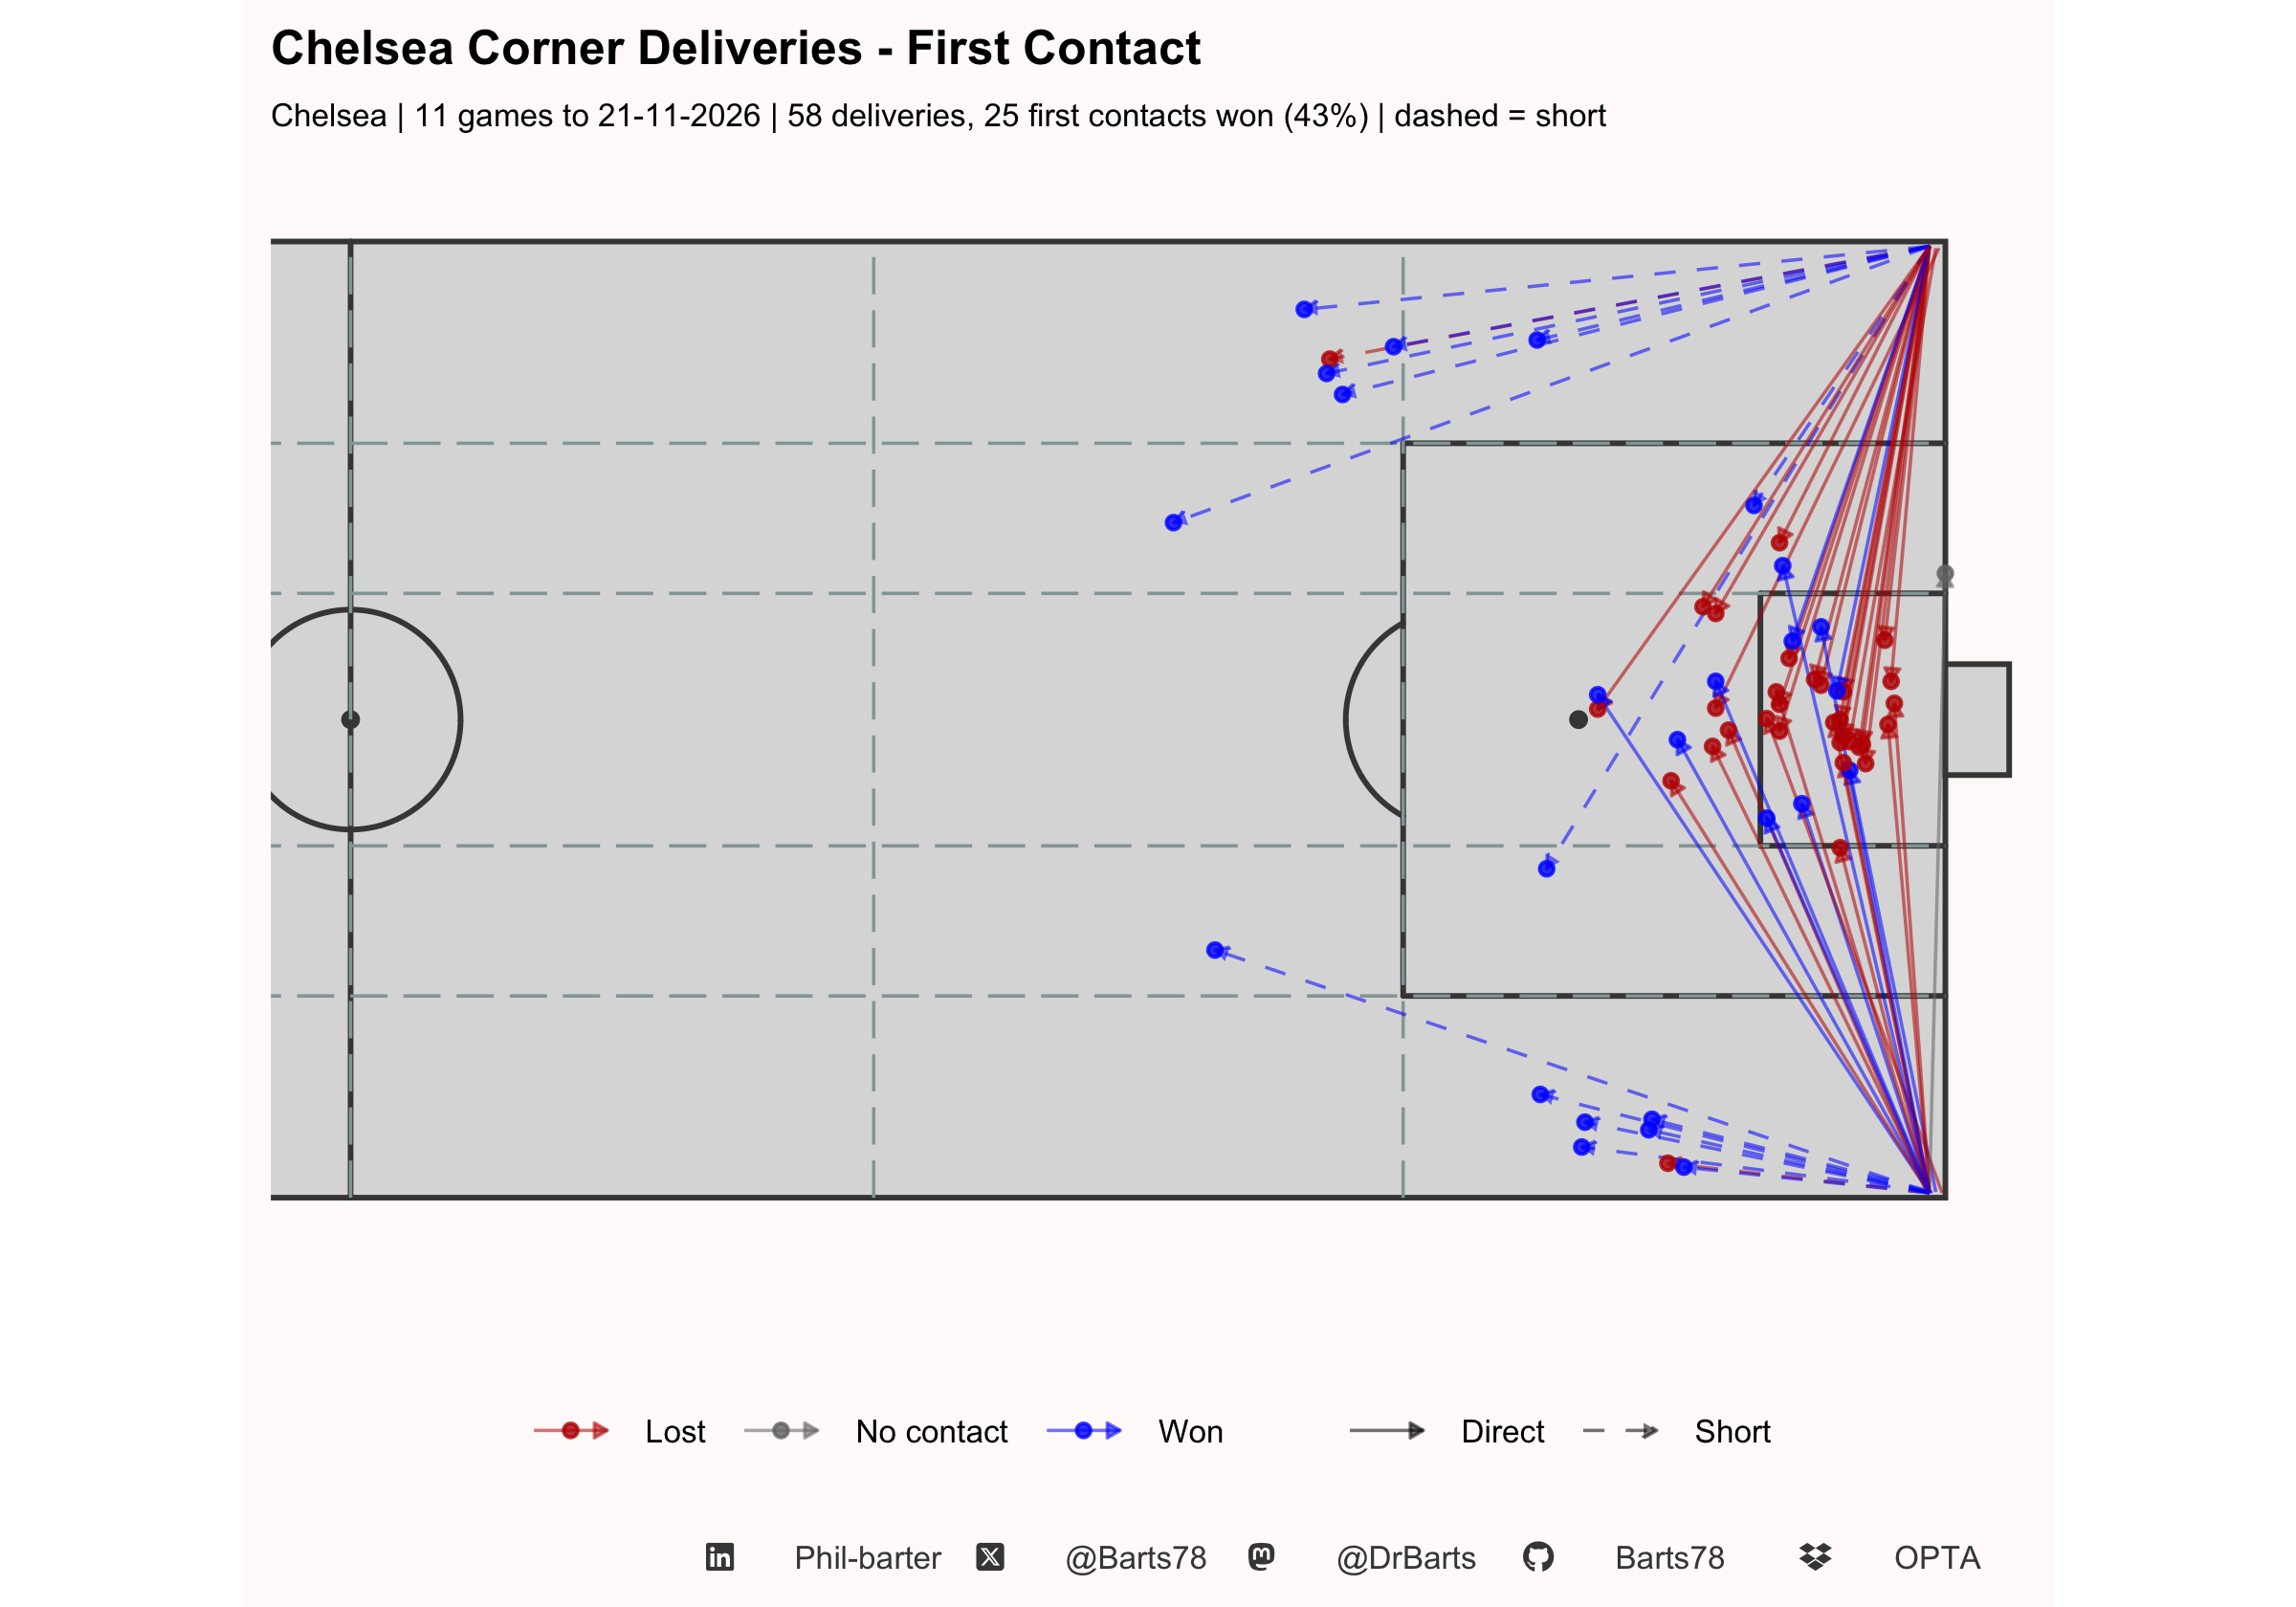 Chelsea Corner Deliveries - First Contact
Chelsea | 11 games to 21-11-2026 | 58 deliveries, 25 first contacts won (43%) | dashed = short
Lost No contact Won Direct Short
Phil-barter @Barts78 @DrBarts Barts78 OPTA